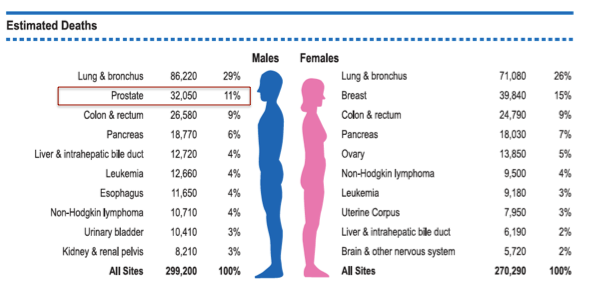 Estimated Deaths
Males Females
Lung & bronchus 86,220 29% Lung & bronchus 71,080 26%
Prostate 32,050 11% Breast 39,840 15%
Colon & rectum 26,580 9% Colon & rectum 24,790 9%
Pancreas 18,770 6% Pancreas 18,030 7%
Liver & intrahepatic bile duct 12,720 4% Ovary 13,850 5%
Leukemia 12,660 4% Non-Hodgkin lymphoma 9,500 4%
Esophagus 11,650 4% Leukemia 9,180 3%
Non-Hodgkin lymphoma 10,710 4% Uterine Corpus 7,950 3%
Urinary bladder 10,410 3% Liver & intrahepatic bile duct 6,190 2%
Kidney & renal pelvis 8,210 3% Brain & other nervous system 5,720 2%
All Sites 299,200 100% All Sites 270,290 100%